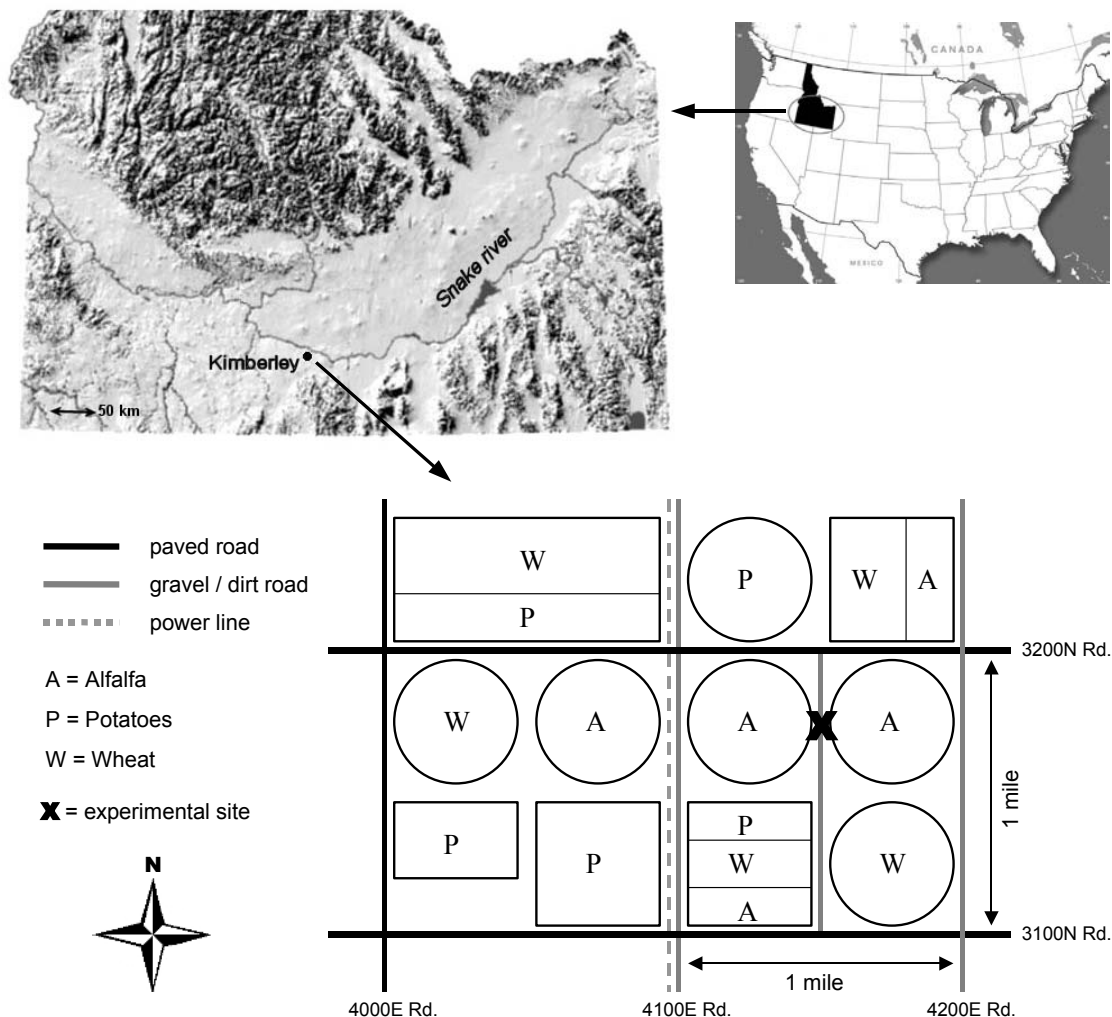 CANADA
MEXICO
Snake river
Kimberley
50 km
paved road
gravel / dirt road
power line
A = Alfalfa
P = Potatoes
W = Wheat
X = experimental site
N
W
P
P
W
A
3200N Rd.
W
A
A
A
1 mile
P
P
P
W
A
W
3100N Rd.
1 mile
4000E Rd.
4100E Rd.
4200E Rd.